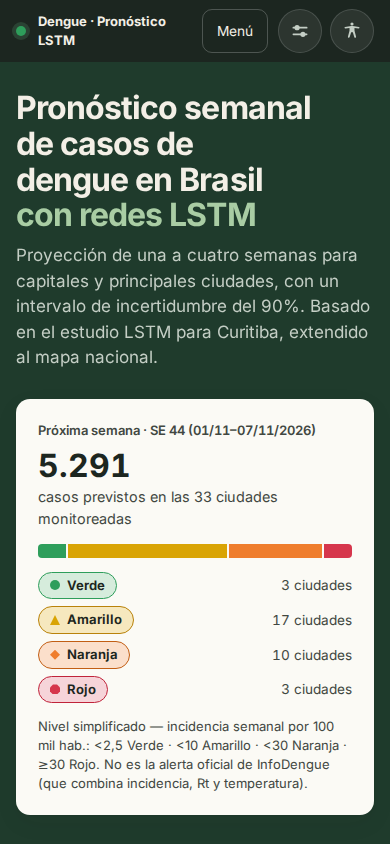 Dengue · Pronóstico
LSTM
Menú
Pronóstico semanal
de casos de
dengue en Brasil
con redes LSTM
Proyección de una a cuatro semanas para
capitales y principales ciudades, con un
intervalo de incertidumbre del 90%. Basado
en el estudio LSTM para Curitiba, extendido
al mapa nacional.
Próxima semana · SE 44 (01/11–07/11/2026)
5.291
casos previstos en las 33 ciudades
monitoreadas
Verde 3 ciudades
Amarillo 17 ciudades
Naranja 10 ciudades
Rojo 3 ciudades
Nivel simplificado — incidencia semanal por 100
mil hab.: <2,5 Verde · <10 Amarillo · <30 Naranja ·
≥30 Rojo. No es la alerta oficial de InfoDengue
(que combina incidencia, Rt y temperatura).